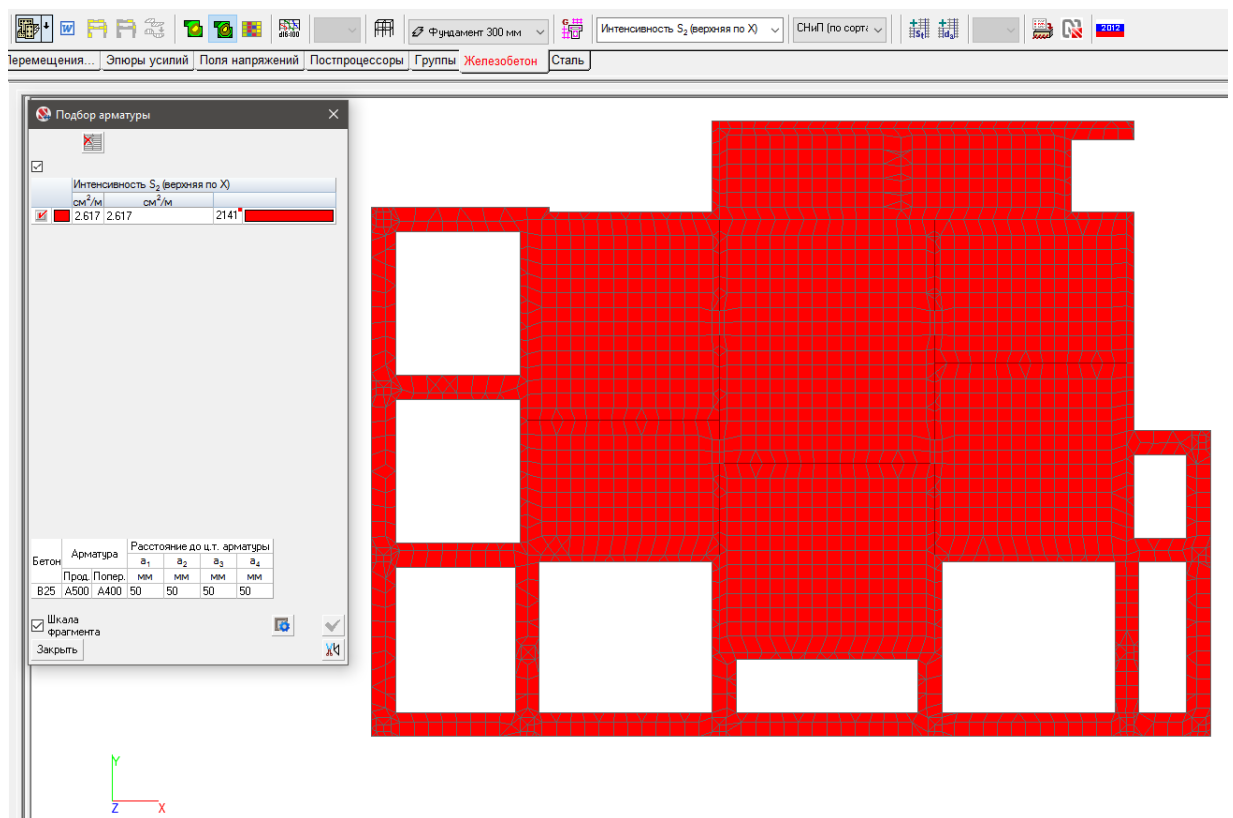 W
d16-100
Фундамент 300 мм
Интенсивность S₂ (верхняя по X)
СНиП (по сорта
2012
Перемещения... Эпюры усилий Поля напряжений Постпроцессоры Группы Железобетон Сталь
Подбор арматуры
Интенсивность S₂ (верхняя по X)
см²/м см²/м
2.617 2.617 2141
Бетон Арматура Расстояние до ц.т. арматуры
a₁ a₂ a₃ a₄
Прод. Попер. мм мм мм мм
B25 A500 A400 50 50 50 50
Шкала
фрагмента
Закрыть
Y
Z X